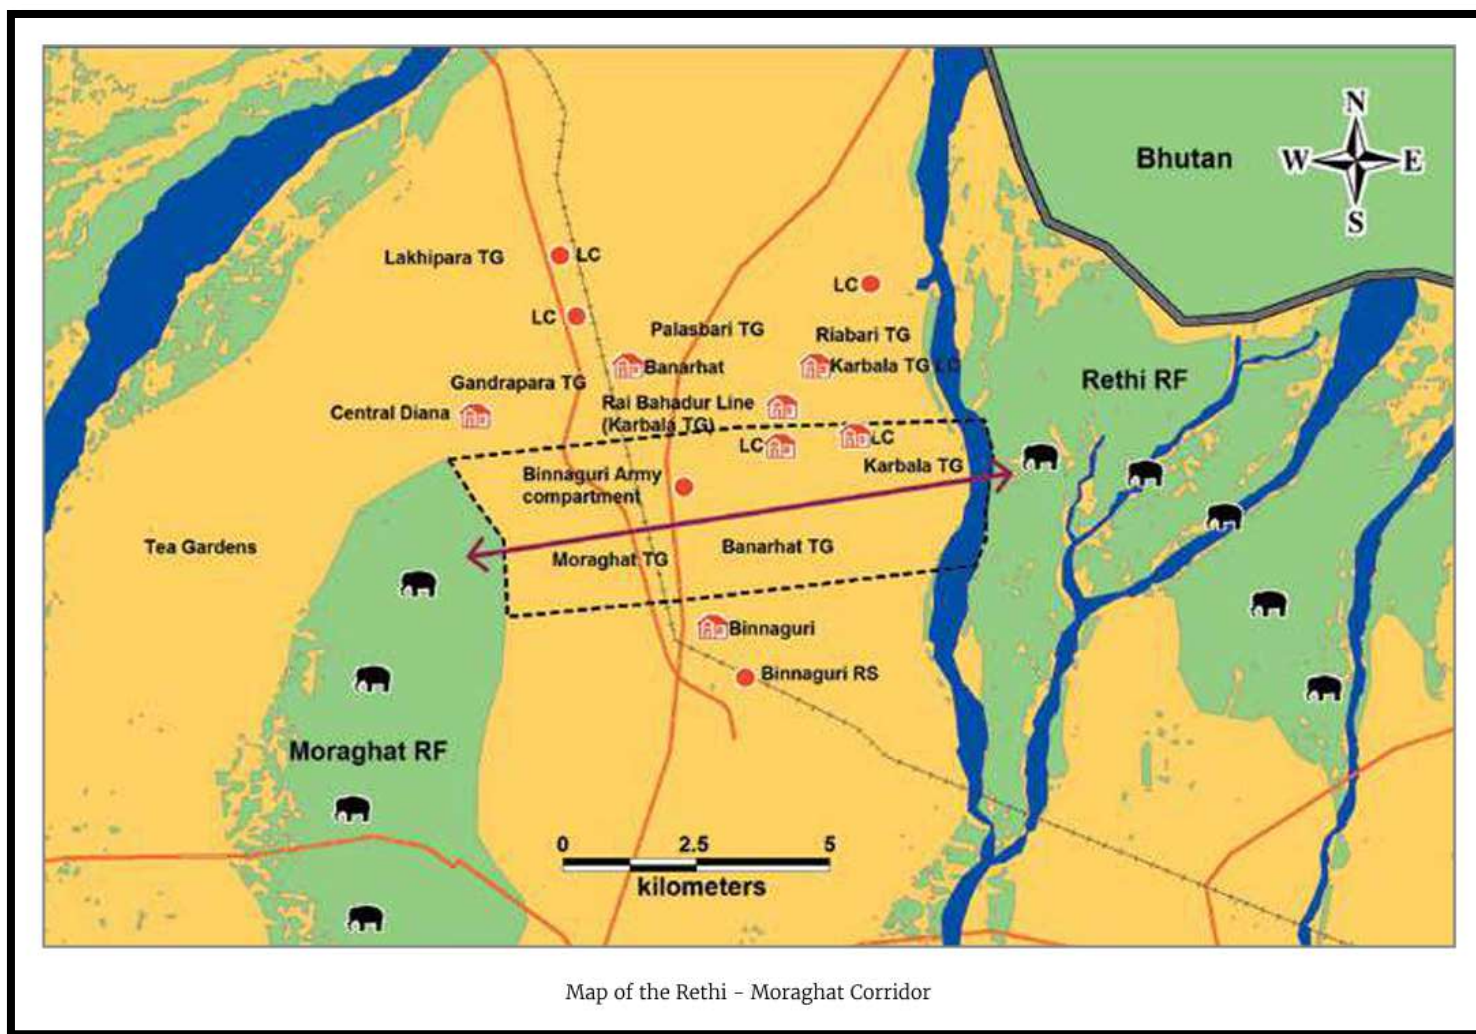 N
Bhutan
W E
S
Lakhipara TG
LC
LC
LC
Palasbari TG
Riabari TG
Banarhat
Karbala TG LC
Rethi RF
Gandrapara TG
Central Diana
Rai Bahadur Line
(Karbala TG)
LC
LC
Karbala TG
Binnaguri Army
compartment
Tea Gardens
Moraghat TG
Banarhat TG
Binnaguri
Binnaguri RS
Moraghat RF
0 2.5 5
kilometers
Map of the Rethi - Moraghat Corridor